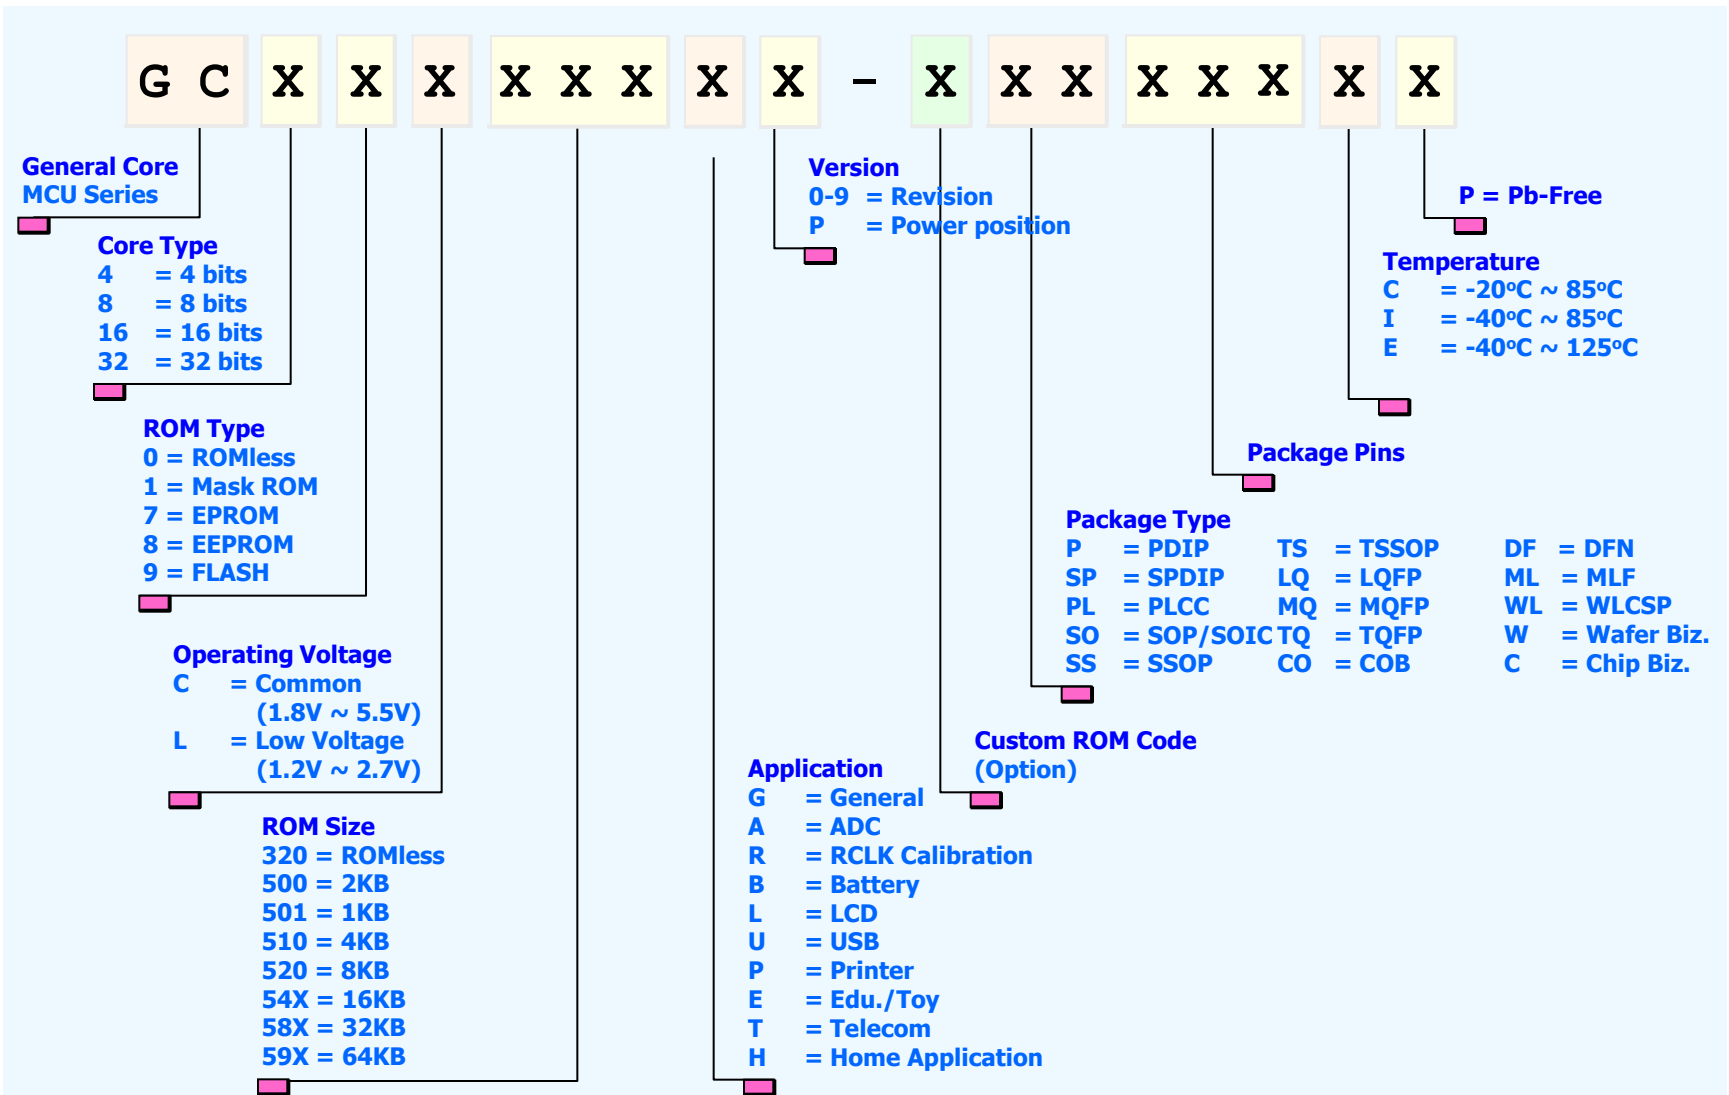 G C X X X X X X X X - X X X X X X X X
General Core
MCU Series
Core Type
4 = 4 bits
8 = 8 bits
16 = 16 bits
32 = 32 bits
ROM Type
0 = ROMless
1 = Mask ROM
7 = EPROM
8 = EEPROM
9 = FLASH
Operating Voltage
C = Common
(1.8V ~ 5.5V)
L = Low Voltage
(1.2V ~ 2.7V)
ROM Size
320 = ROMless
500 = 2KB
501 = 1KB
510 = 4KB
520 = 8KB
54X = 16KB
58X = 32KB
59X = 64KB
Application
G = General
A = ADC
R = RCLK Calibration
B = Battery
L = LCD
U = USB
P = Printer
E = Edu./Toy
T = Telecom
H = Home Application
Version
0-9 = Revision
P = Power position
Custom ROM Code
(Option)
Package Type
P = PDIP TS = TSSOP DF = DFN
SP = SPDIP LQ = LQFP ML = MLF
PL = PLCC MQ = MQFP WL = WLCSP
SO = SOP/SOIC TQ = TQFP W = Wafer Biz.
SS = SSOP CO = COB C = Chip Biz.
Package Pins
Temperature
C = -20°C ~ 85°C
I = -40°C ~ 85°C
E = -40°C ~ 125°C
P = Pb-Free